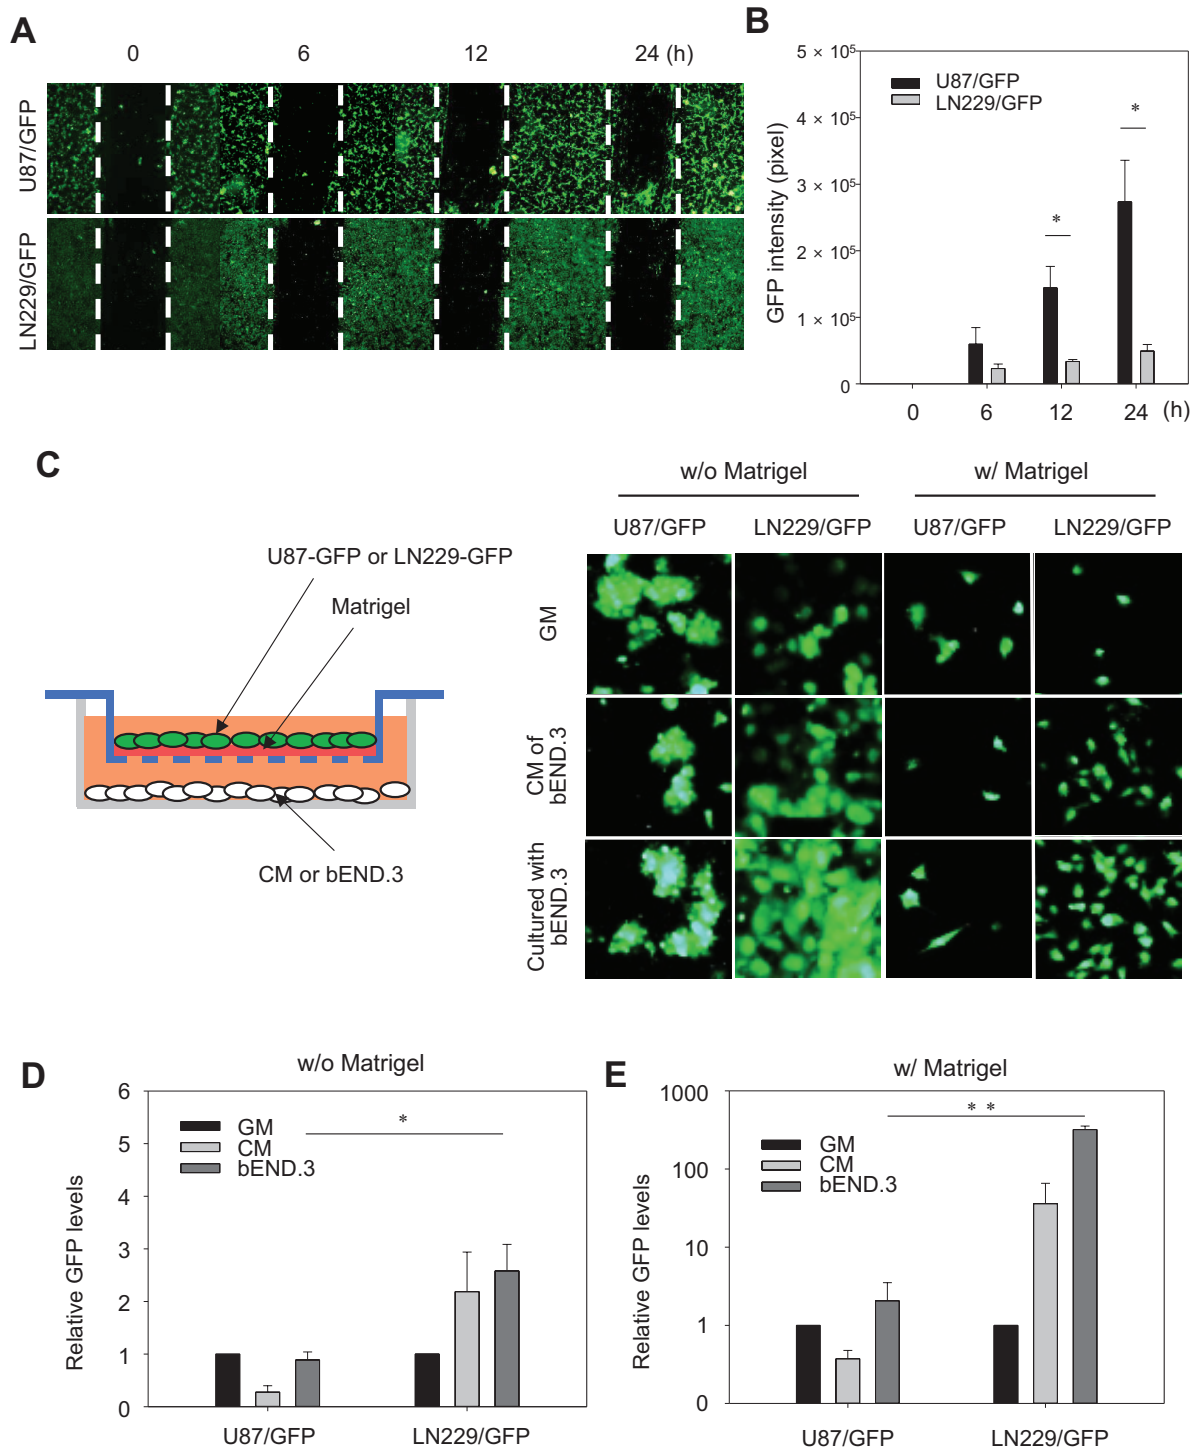 A
0 6 12 24 (h)
U87/GFP
LN229/GFP
B
5 × 10⁵
4 × 10⁵
3 × 10⁵
2 × 10⁵
1 × 10⁵
0
GFP intensity (pixel)
U87/GFP
LN229/GFP
*
*
0 6 12 24 (h)
C
U87-GFP or LN229-GFP
Matrigel
CM or bEND.3
w/o Matrigel w/ Matrigel
U87/GFP LN229/GFP U87/GFP LN229/GFP
GM
CM of
bEND.3
Cultured with
bEND.3
D
w/o Matrigel
6
5
4
3
2
1
0
Relative GFP levels
GM
CM
bEND.3
*
U87/GFP LN229/GFP
E
w/ Matrigel
1000
100
10
1
0
Relative GFP levels
GM
CM
bEND.3
* *
U87/GFP LN229/GFP